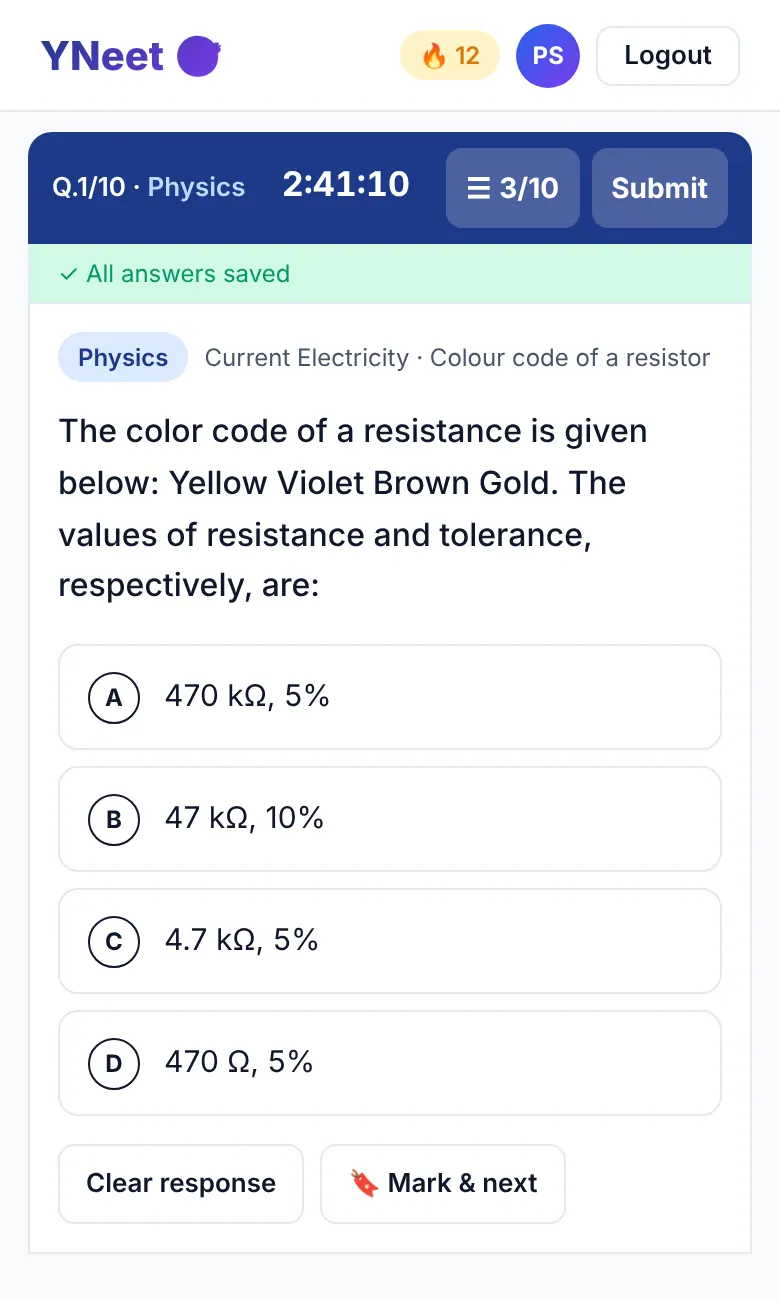 YNeet
🔥 12
PS
Logout
Q.1/10 · Physics
2:41:10
☰ 3/10
Submit
✓ All answers saved
Physics
Current Electricity · Colour code of a resistor
The color code of a resistance is given
below: Yellow Violet Brown Gold. The
values of resistance and tolerance,
respectively, are:
A 470 kΩ, 5%
B 47 kΩ, 10%
C 4.7 kΩ, 5%
D 470 Ω, 5%
Clear response
🔖 Mark & next